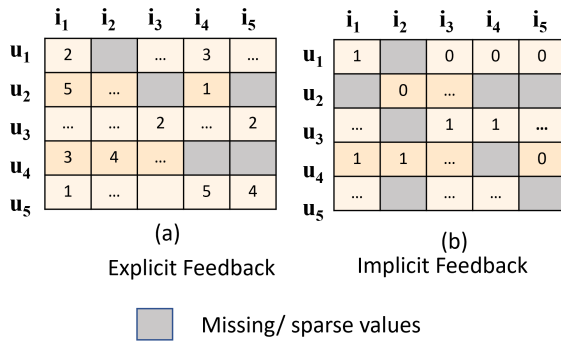 i1 i2 i3 i4 i5
u1 2 ... 3 ...
u2 5 ... 1
u3 ... ... 2 ... 2
u4 3 4 ...
u5 1 ... 5 4
(a)
Explicit Feedback
i1 i2 i3 i4 i5
u1 1 0 0 0
u2 0 ...
u3 ... 1 1 ...
u4 1 1 ... 0
u5 ... ... ...
(b)
Implicit Feedback
Missing/ sparse values